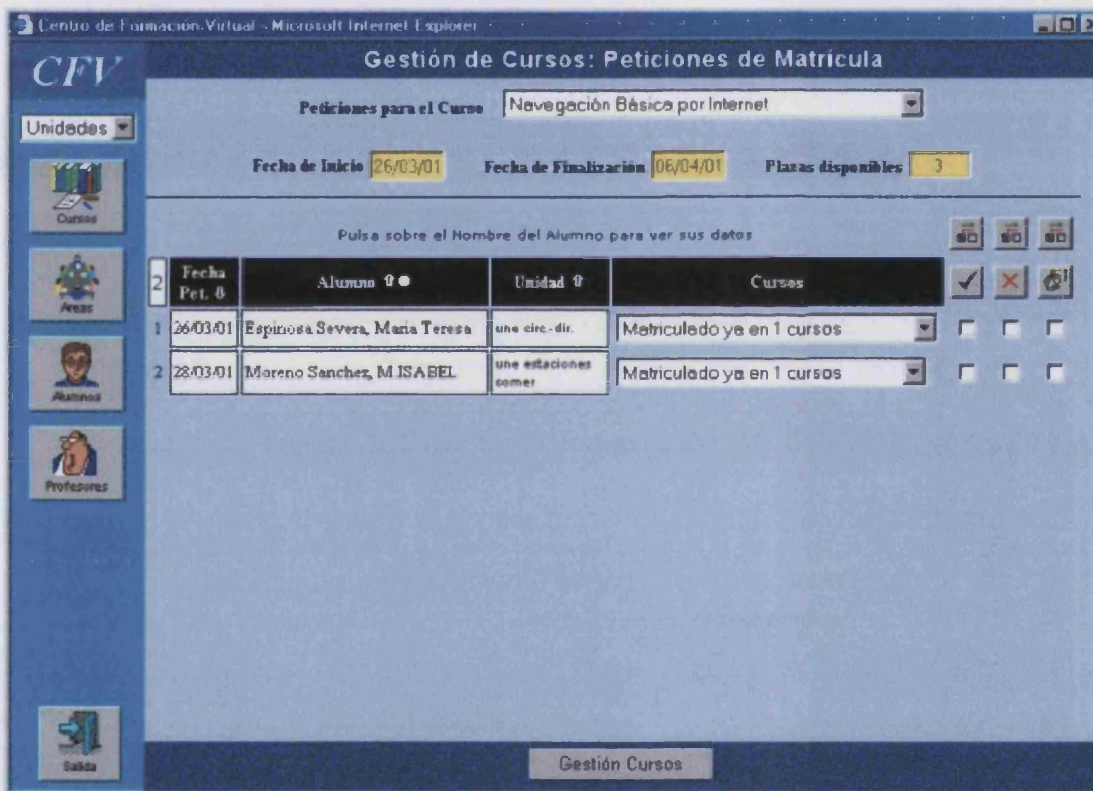 Centro de Formación Virtual - Microsoft Internet Explorer
CFV
Gestión de Cursos: Peticiones de Matrícula
Unidades
Peticiones para el Curso Navegación Básica por Internet
Fecha de Inicio 26/03/01 Fecha de Finalización 06/04/01 Plazas disponibles 3
Cursos
Pulsa sobre el Nombre del Alumno para ver sus datos
2 Fecha Pet. ⇩ Alumno ⇧ ● Unidad ⇧ Cursos
Areas
1 26/03/01 Espinosa Severa, Maria Teresa une circ.-dir. Matriculado ya en 1 cursos
2 28/03/01 Moreno Sanchez, M.ISABEL une estaciones comer Matriculado ya en 1 cursos
Alumnos
Profesores
Salida
Gestión Cursos